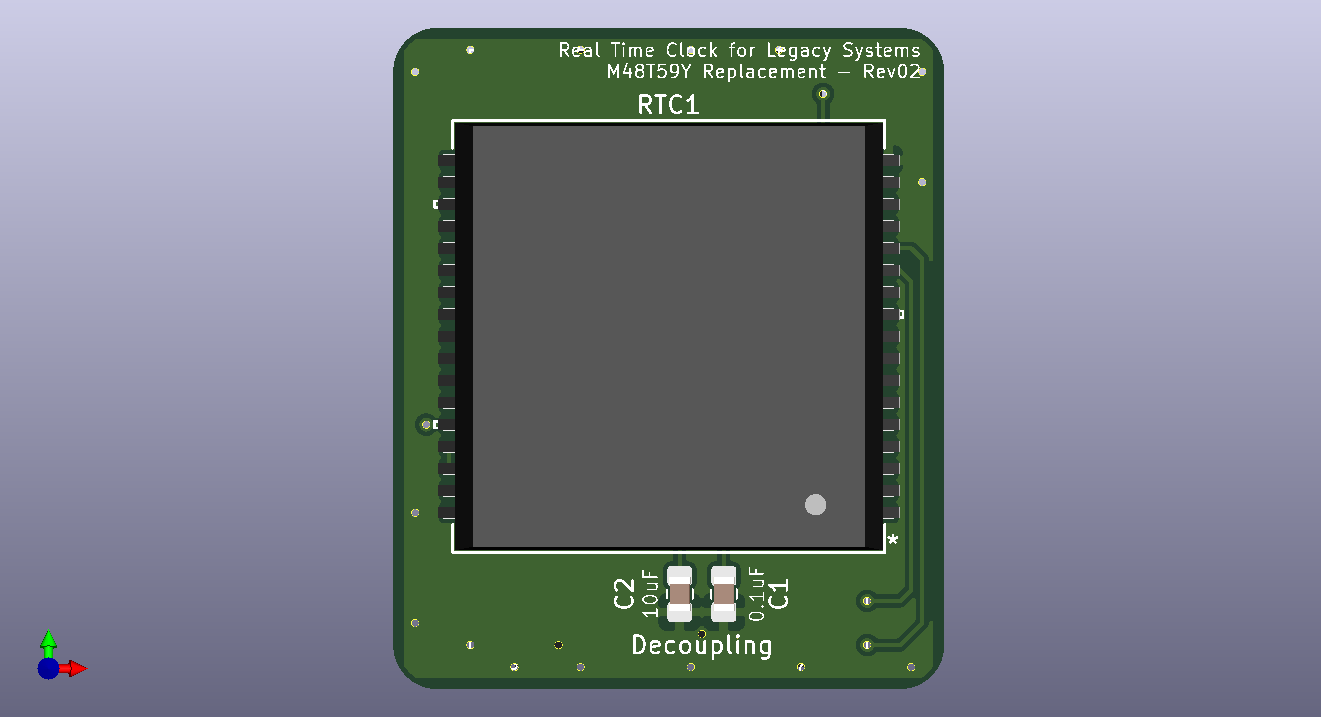 Real Time Clock for Legacy Systems
M48T59Y Replacement — Rev02
RTC1
*
C2
10uF
0.1uF
C1
Decoupling